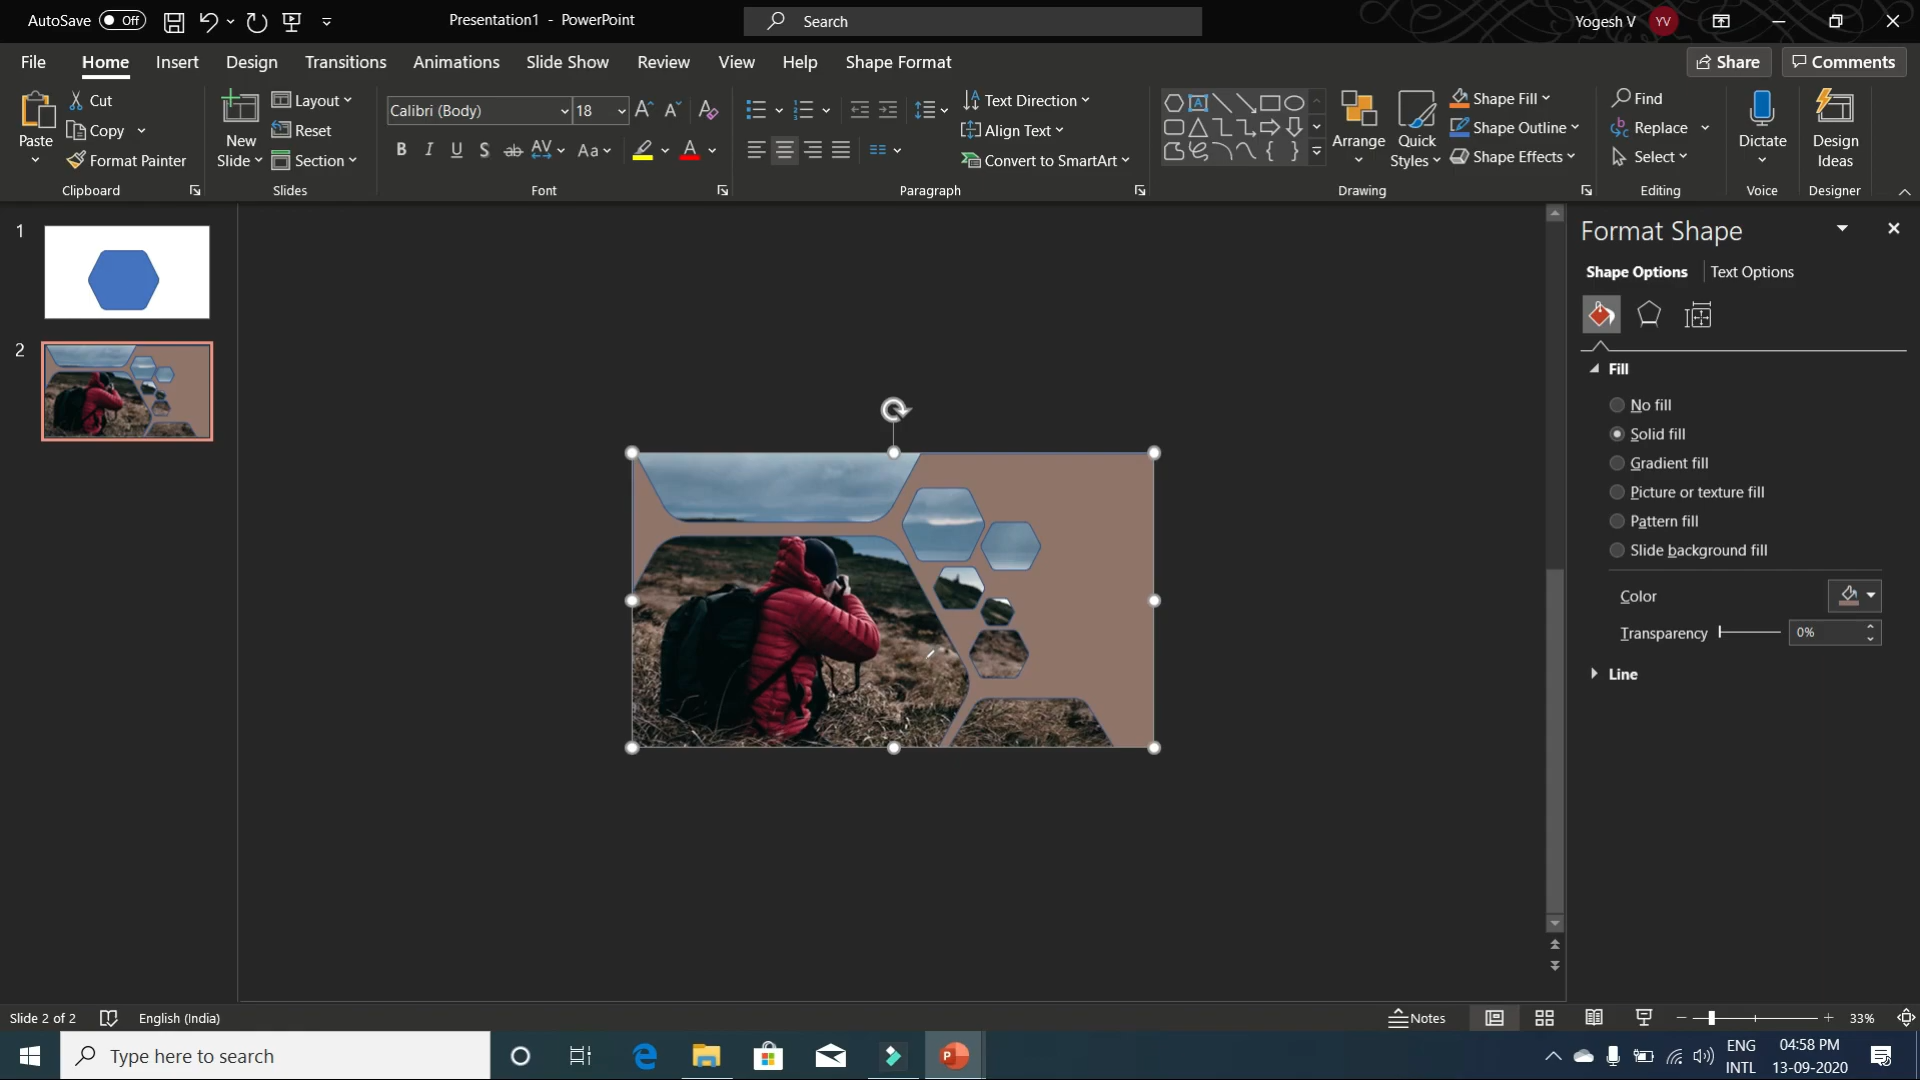 AutoSave Off
Presentation1 - PowerPoint
Search
Yogesh V YV
File Home Insert Design Transitions Animations Slide Show Review View Help Shape Format
Share Comments
Paste
Cut
Copy
Format Painter
Clipboard
New
Slide
Layout
Reset
Section
Slides
Calibri (Body) 18
B I U S ab AV Aa A
Font
Text Direction
Align Text
Convert to SmartArt
Paragraph
Arrange
Quick
Styles
Shape Fill
Shape Outline
Shape Effects
Drawing
Find
Replace
Select
Editing
Dictate
Voice
Design
Ideas
Designer
1
2
Format Shape
Shape Options Text Options
Fill
No fill
Solid fill
Gradient fill
Picture or texture fill
Pattern fill
Slide background fill
Color
Transparency 0%
Line
Slide 2 of 2 English (India)
Notes 33%
Type here to search
ENG
INTL
04:58 PM
13-09-2020